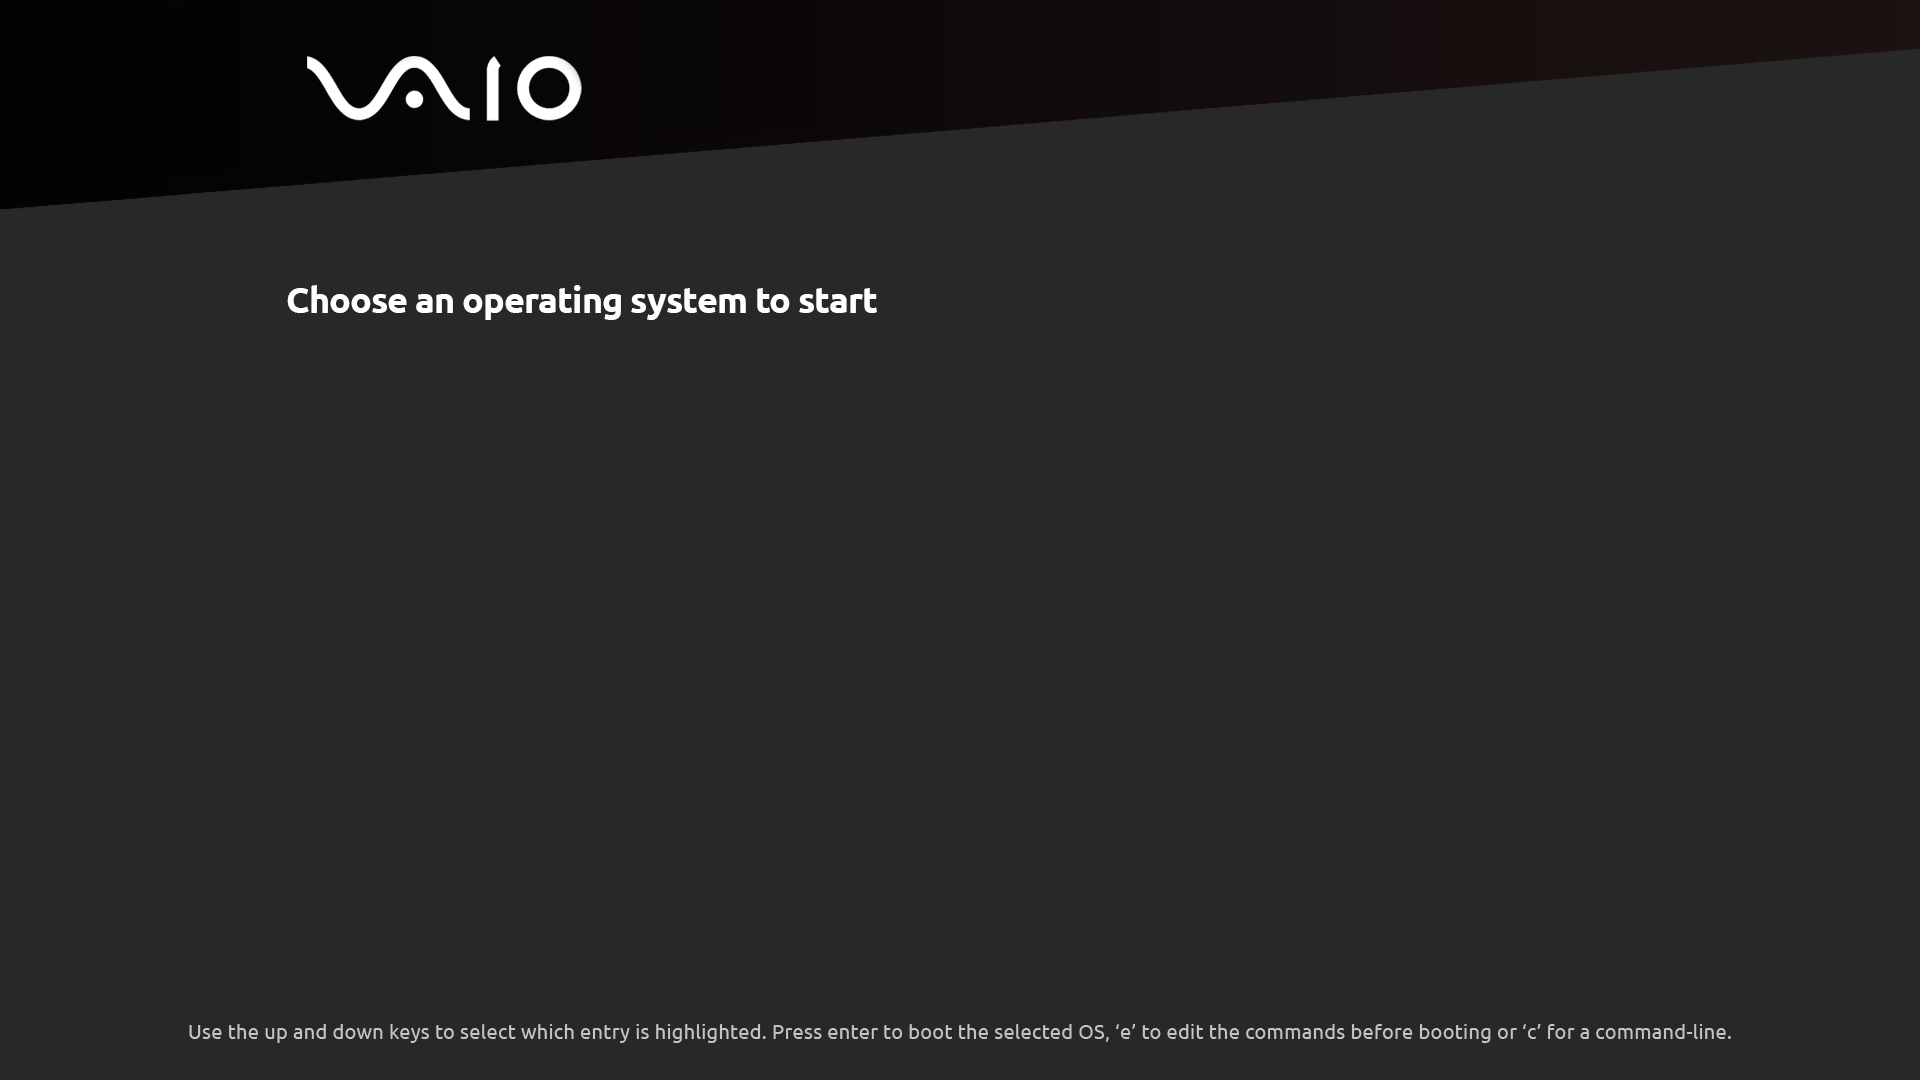 VAIO
Choose an operating system to start
Use the up and down keys to select which entry is highlighted. Press enter to boot the selected OS, ‘e’ to edit the commands before booting or ‘c’ for a command-line.